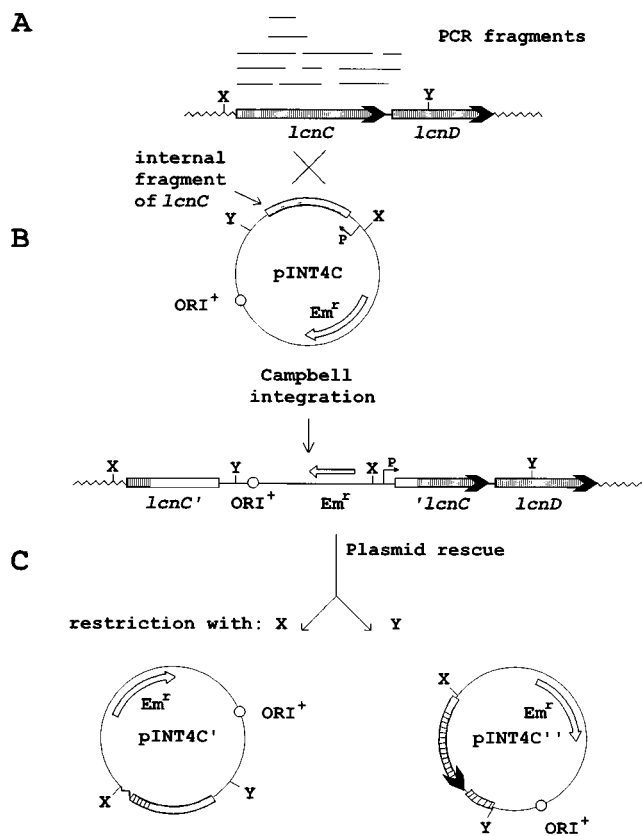 A
PCR fragments
X
Y
lcnC
lcnD
internal
fragment
of lcnC
Y
X
P
B
pINT4C
ORI⁺
Emʳ
Campbell
integration
X
Y
X
P
Y
lcnC'
ORI⁺
Emʳ
'lcnC
lcnD
Plasmid rescue
C
restriction with: X
Y
Emʳ
ORI⁺
pINT4C'
X
Y
X
Emʳ
pINT4C''
Y
ORI⁺